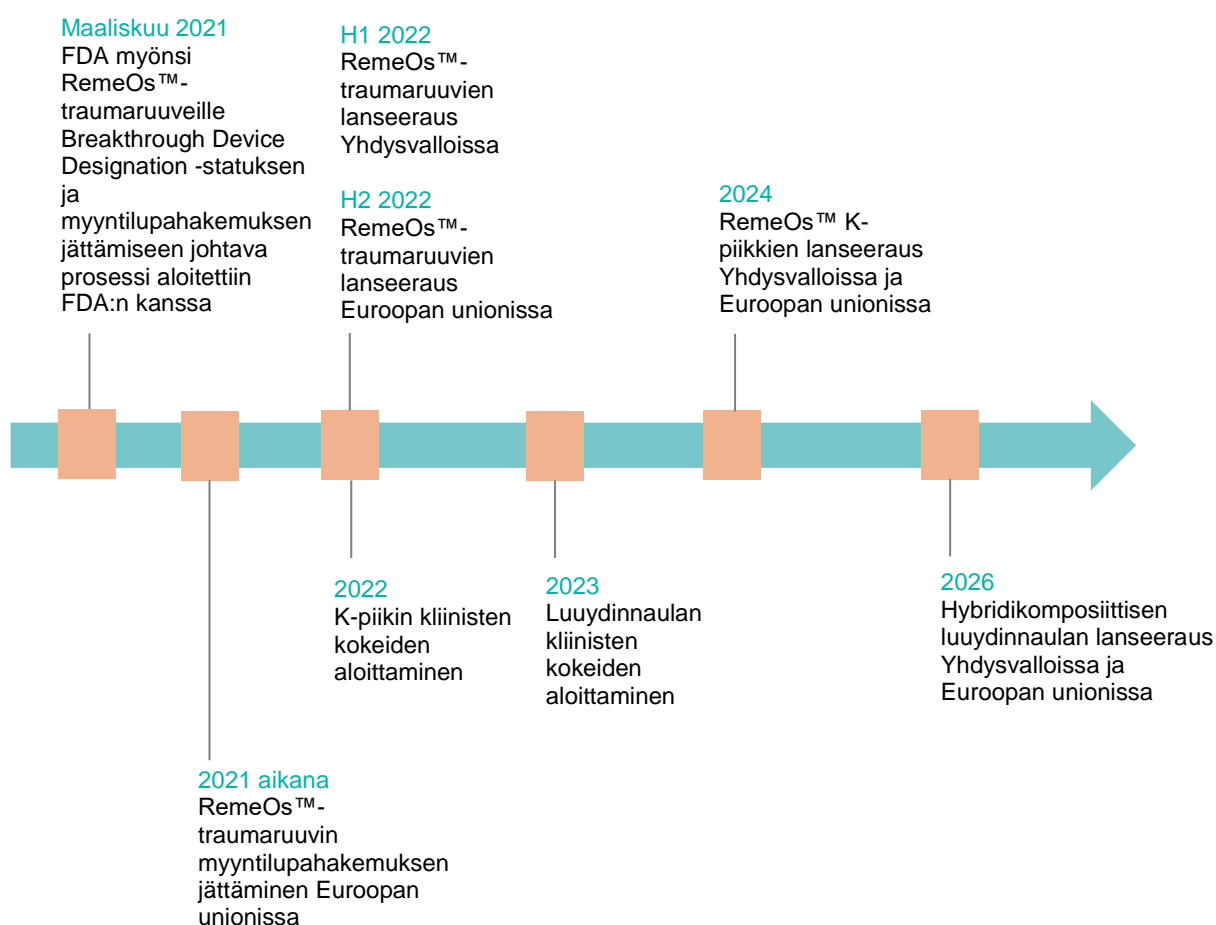 Maaliskuu 2021
FDA myönsi
RemeOs™-
traumaruuveille
Breakthrough Device
Designation -statuksen
ja
myyntilupahakemuksen
jättämiseen johtava
prosessi aloitettiin
FDA:n kanssa
H1 2022
RemeOs™-
traumaruuvien
lanseeraus
Yhdysvalloissa
H2 2022
RemeOs™-
traumaruuvien
lanseeraus
Euroopan unionissa
2024
RemeOs™ K-
piikkien lanseeraus
Yhdysvalloissa ja
Euroopan unionissa
2021 aikana
RemeOs™-
traumaruuvin
myyntilupahakemuksen
jättäminen Euroopan
unionissa
2022
K-piikin kliinisten
kokeiden
aloittaminen
2023
Luuydinnaulan
kliinisten
kokeiden
aloittaminen
2026
Hybridikomposiittisen
luuydinnaulan lanseeraus
Yhdysvalloissa ja
Euroopan unionissa